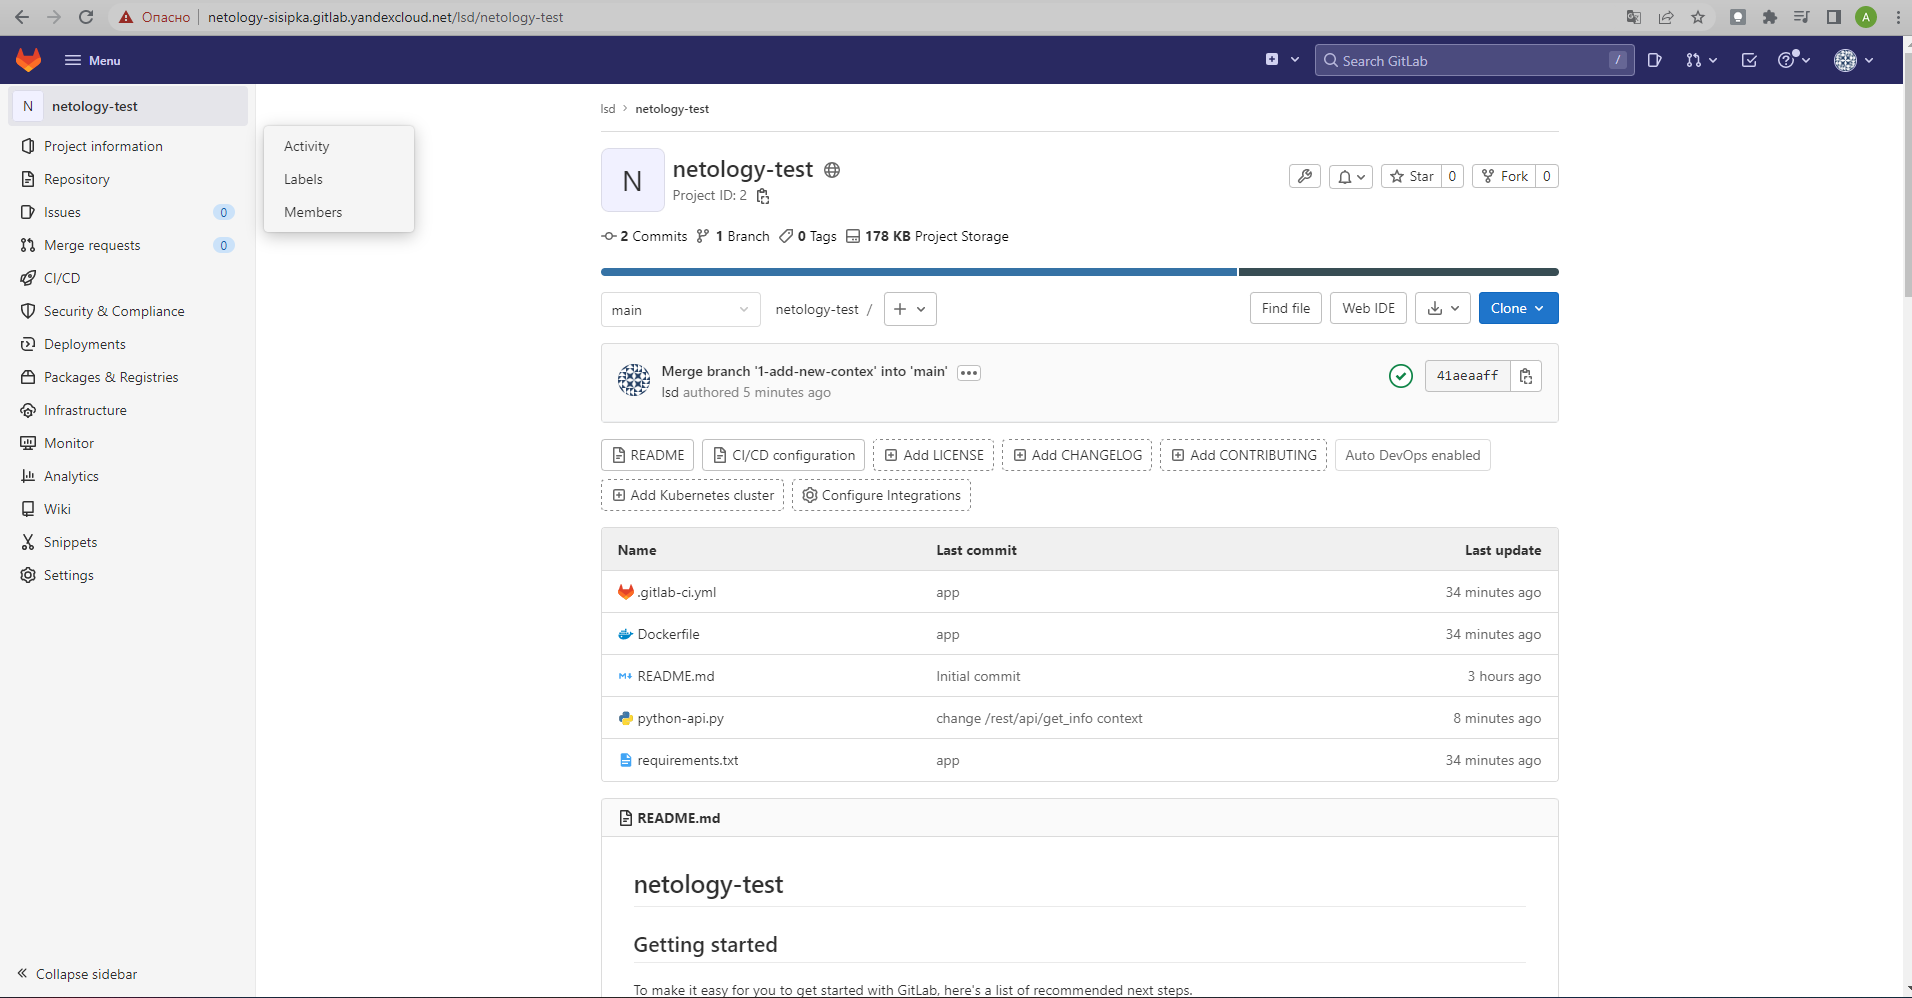 Опасно netology-sisipka.gitlab.yandexcloud.net/lsd/netology-test
A
Menu
Search GitLab /
N netology-test
Project information
Repository
Issues 0
Merge requests 0
CI/CD
Security & Compliance
Deployments
Packages & Registries
Infrastructure
Monitor
Analytics
Wiki
Snippets
Settings
Collapse sidebar
Activity
Labels
Members
lsd > netology-test
N
netology-test
Project ID: 2
Star 0
Fork 0
2 Commits 1 Branch 0 Tags 178 KB Project Storage
main
netology-test /
Find file
Web IDE
Clone
Merge branch '1-add-new-contex' into 'main'
lsd authored 5 minutes ago
41aeaaff
README
CI/CD configuration
Add LICENSE
Add CHANGELOG
Add CONTRIBUTING
Auto DevOps enabled
Add Kubernetes cluster
Configure Integrations
Name Last commit Last update
.gitlab-ci.yml app 34 minutes ago
Dockerfile app 34 minutes ago
README.md Initial commit 3 hours ago
python-api.py change /rest/api/get_info context 8 minutes ago
requirements.txt app 34 minutes ago
README.md
netology-test
Getting started
To make it easy for you to get started with GitLab, here's a list of recommended next steps.